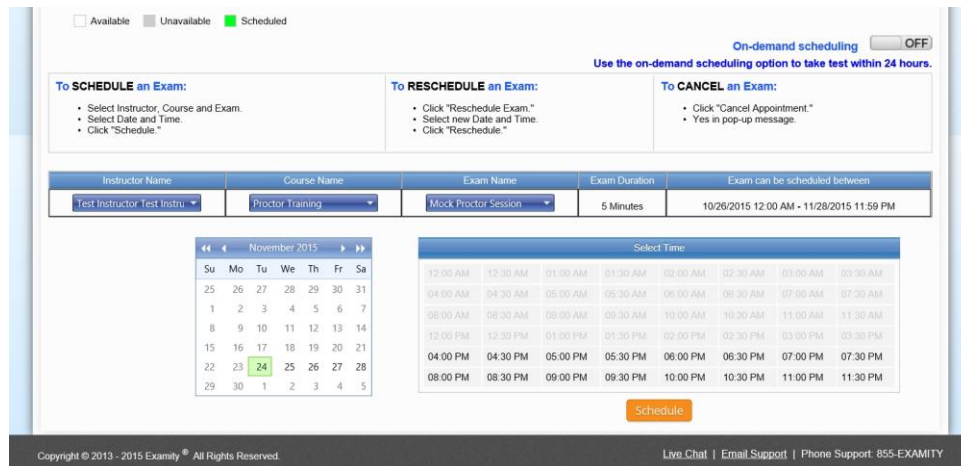 Available Unavailable Scheduled
On-demand scheduling OFF
Use the on-demand scheduling option to take test within 24 hours.
To SCHEDULE an Exam:
• Select Instructor, Course and Exam.
• Select Date and Time.
• Click "Schedule."
To RESCHEDULE an Exam:
• Click "Reschedule Exam."
• Select new Date and Time.
• Click "Reschedule."
To CANCEL an Exam:
• Click "Cancel Appointment."
• Yes in pop-up message.
Instructor Name Course Name Exam Name Exam Duration Exam can be scheduled between
Test Instructor Test Instru Proctor Training Mock Proctor Session 5 Minutes 10/26/2015 12:00 AM - 11/28/2015 11:59 PM
November 2015
Su Mo Tu We Th Fr Sa
25 26 27 28 29 30 31
1 2 3 4 5 6 7
8 9 10 11 12 13 14
15 16 17 18 19 20 21
22 23 24 25 26 27 28
29 30 1 2 3 4 5
Select Time
12:00 AM 12:30 AM 01:00 AM 01:30 AM 02:00 AM 02:30 AM 03:00 AM 03:30 AM
04:00 AM 04:30 AM 05:00 AM 05:30 AM 06:00 AM 06:30 AM 07:00 AM 07:30 AM
08:00 AM 08:30 AM 09:00 AM 09:30 AM 10:00 AM 10:30 AM 11:00 AM 11:30 AM
12:00 PM 12:30 PM 01:00 PM 01:30 PM 02:00 PM 02:30 PM 03:00 PM 03:30 PM
04:00 PM 04:30 PM 05:00 PM 05:30 PM 06:00 PM 06:30 PM 07:00 PM 07:30 PM
08:00 PM 08:30 PM 09:00 PM 09:30 PM 10:00 PM 10:30 PM 11:00 PM 11:30 PM
Schedule
Copyright © 2013 - 2015 Examity ® All Rights Reserved. Live Chat | Email Support | Phone Support: 855-EXAMITY